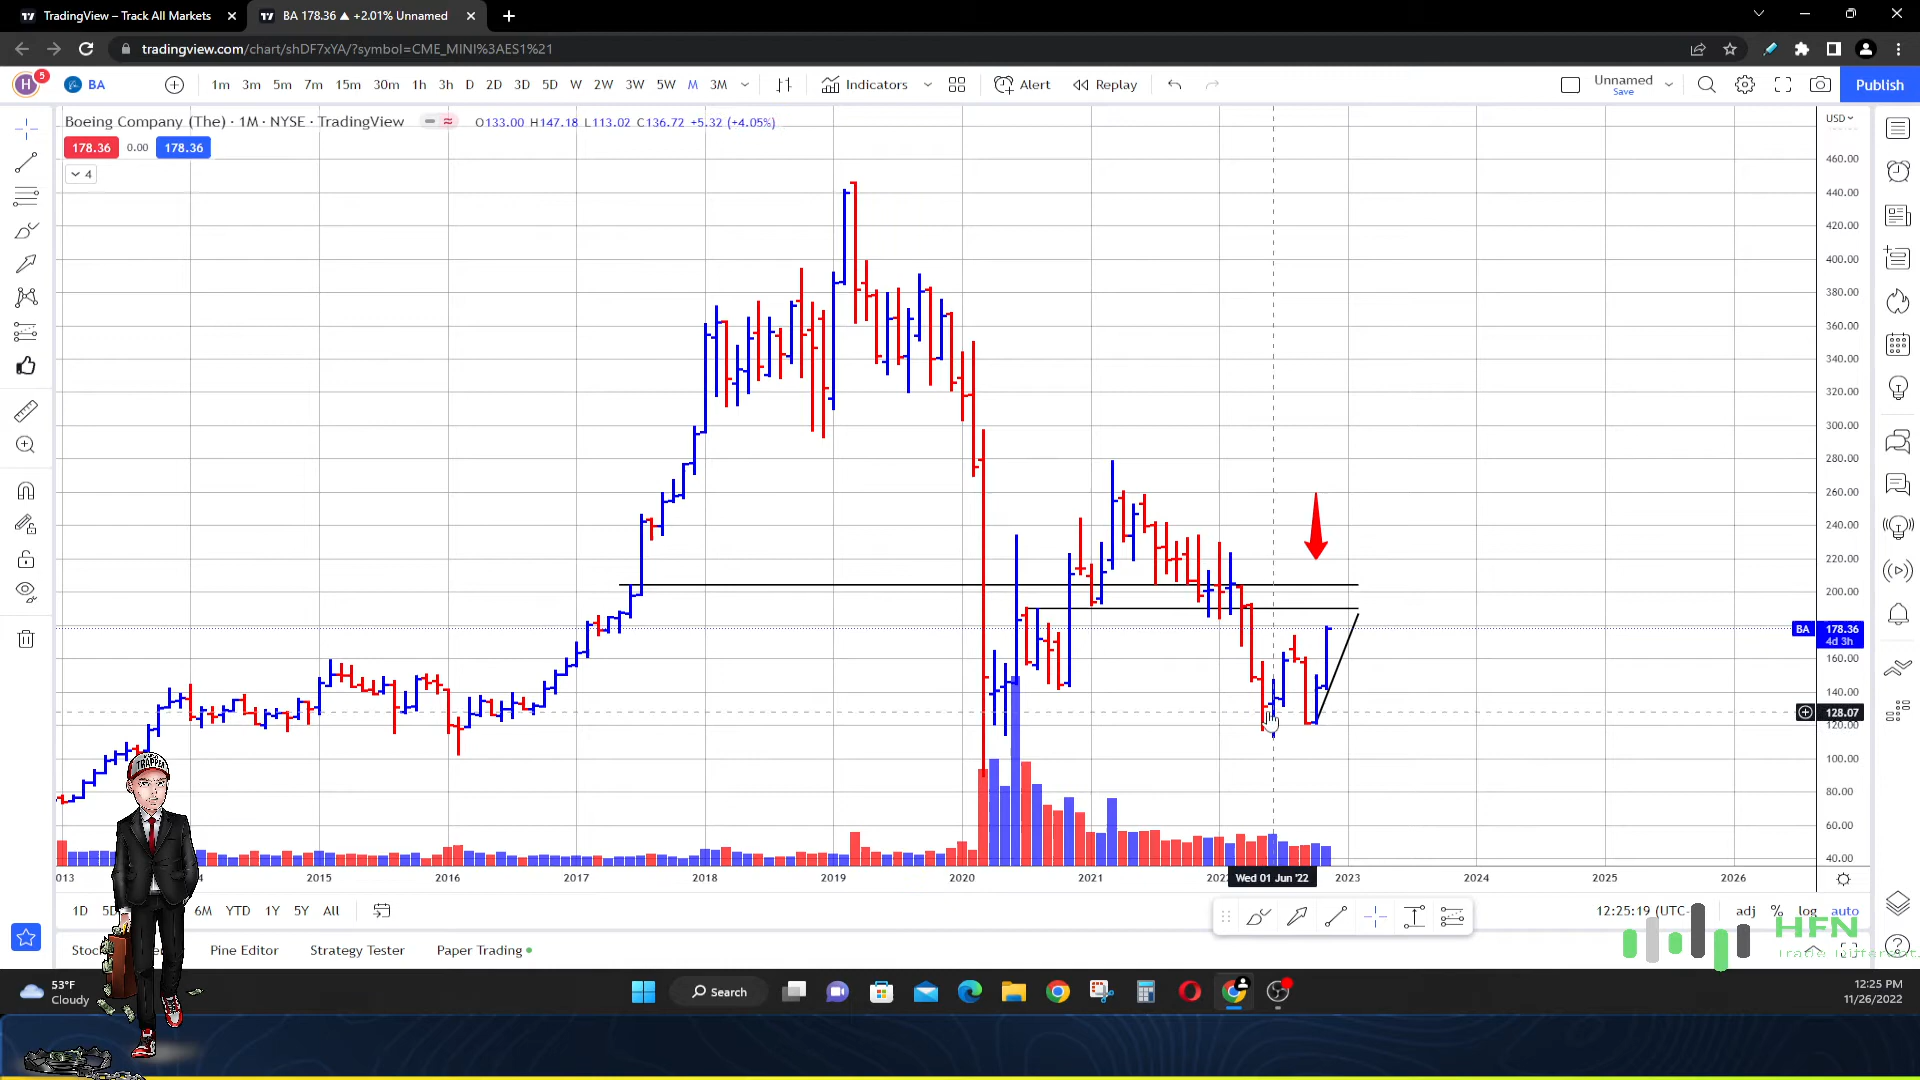 TradingView – Track All Markets
BA 178.36 ▲ +2.01% Unnamed
tradingview.com/chart/shDF7xYA/?symbol=CME_MINI%3AES1%21
H 5 BA 1m 3m 5m 7m 15m 30m 1h 3h D 2D 3D 5D W 2W 3W 5W M 3M Indicators Alert Replay Unnamed Save Publish
Boeing Company (The) · 1M · NYSE · TradingView O133.00 H147.18 L113.02 C136.72 +5.32 (+4.05%)
USD
178.36 0.00 178.36
4
460.00
440.00
420.00
400.00
380.00
360.00
340.00
320.00
300.00
280.00
260.00
240.00
220.00
200.00
BA 178.36
4d 3h
160.00
140.00
128.07
120.00
100.00
80.00
60.00
40.00
TRAPPER
013 2015 2016 2017 2018 2019 2020 2021 2022 Wed 01 Jun '22 2023 2024 2025 2026
1D 5D 6M YTD 1Y 5Y All 12:25:19 (UTC- adj % log auto
HFN
Trade Different.
Stoc Pine Editor Strategy Tester Paper Trading
53°F
Cloudy
Search
12:25 PM
11/26/2022